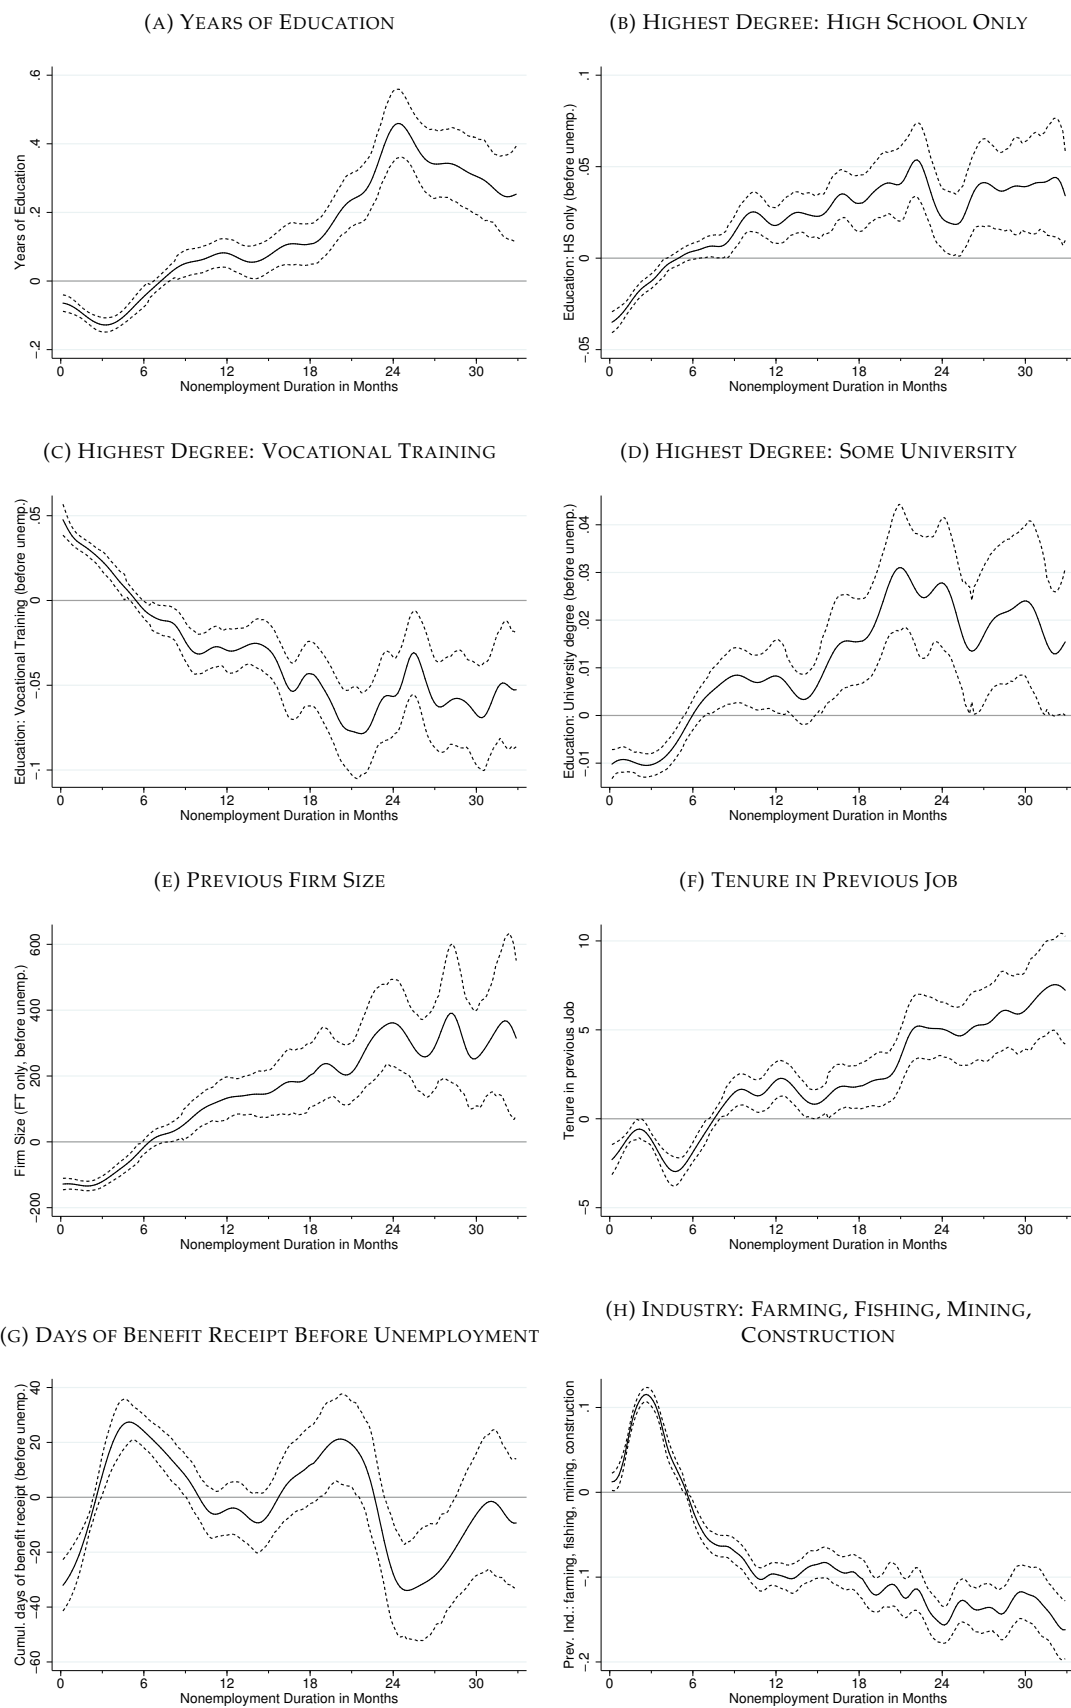 (A) YEARS OF EDUCATION
Years of Education
.6
.4
.2
0
-.2
0 6 12 18 24 30
Nonemployment Duration in Months
(B) HIGHEST DEGREE: HIGH SCHOOL ONLY
Education: HS only (before unemp.)
.1
.05
0
-.05
0 6 12 18 24 30
Nonemployment Duration in Months
(C) HIGHEST DEGREE: VOCATIONAL TRAINING
Education: Vocational Training (before unemp.)
.05
0
-.05
-.1
0 6 12 18 24 30
Nonemployment Duration in Months
(D) HIGHEST DEGREE: SOME UNIVERSITY
Education: University degree (before unemp.)
.04
.03
.02
.01
0
-.01
0 6 12 18 24 30
Nonemployment Duration in Months
(E) PREVIOUS FIRM SIZE
Firm Size (FT only, before unemp.)
600
400
200
0
-200
0 6 12 18 24 30
Nonemployment Duration in Months
(F) TENURE IN PREVIOUS JOB
Tenure in previous Job
10
5
0
-5
0 6 12 18 24 30
Nonemployment Duration in Months
(G) DAYS OF BENEFIT RECEIPT BEFORE UNEMPLOYMENT
Cumul. days of benefit receipt (before unemp.)
40
20
0
-20
-40
-60
0 6 12 18 24 30
Nonemployment Duration in Months
(H) INDUSTRY: FARMING, FISHING, MINING,
CONSTRUCTION
Prev. Ind.: farming, fishing, mining, construction
.1
0
-.1
-.2
0 6 12 18 24 30
Nonemployment Duration in Months